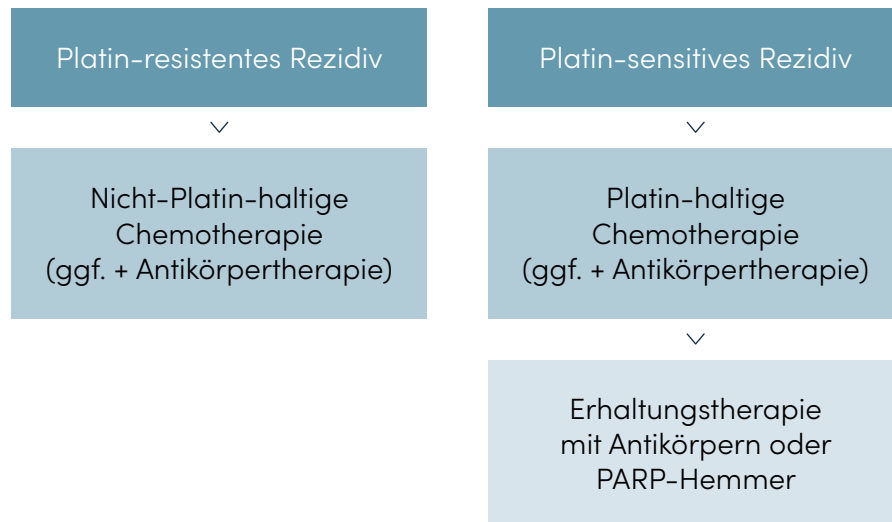 Platin-resistentes Rezidiv
Nicht-Platin-haltige
Chemotherapie
(ggf. + Antikörpertherapie)
Platin-sensitives Rezidiv
Platin-haltige
Chemotherapie
(ggf. + Antikörpertherapie)
Erhaltungstherapie
mit Antikörpern oder
PARP-Hemmer